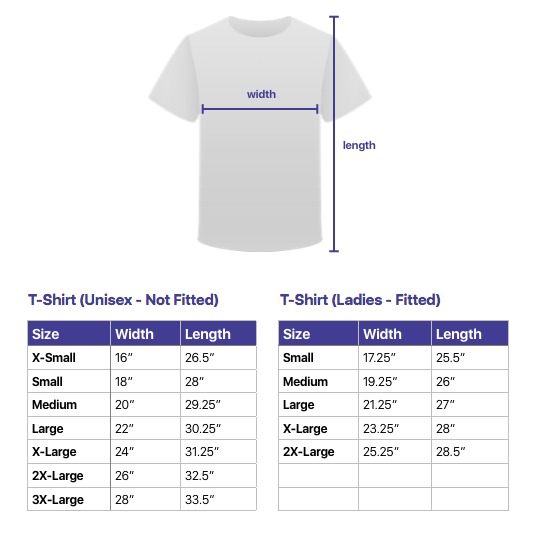 width
length
T-Shirt (Unisex - Not Fitted)
Size Width Length
X-Small 16″ 26.5″
Small 18″ 28″
Medium 20″ 29.25″
Large 22″ 30.25″
X-Large 24″ 31.25″
2X-Large 26″ 32.5″
3X-Large 28″ 33.5″
T-Shirt (Ladies - Fitted)
Size Width Length
Small 17.25″ 25.5″
Medium 19.25″ 26″
Large 21.25″ 27″
X-Large 23.25″ 28″
2X-Large 25.25″ 28.5″